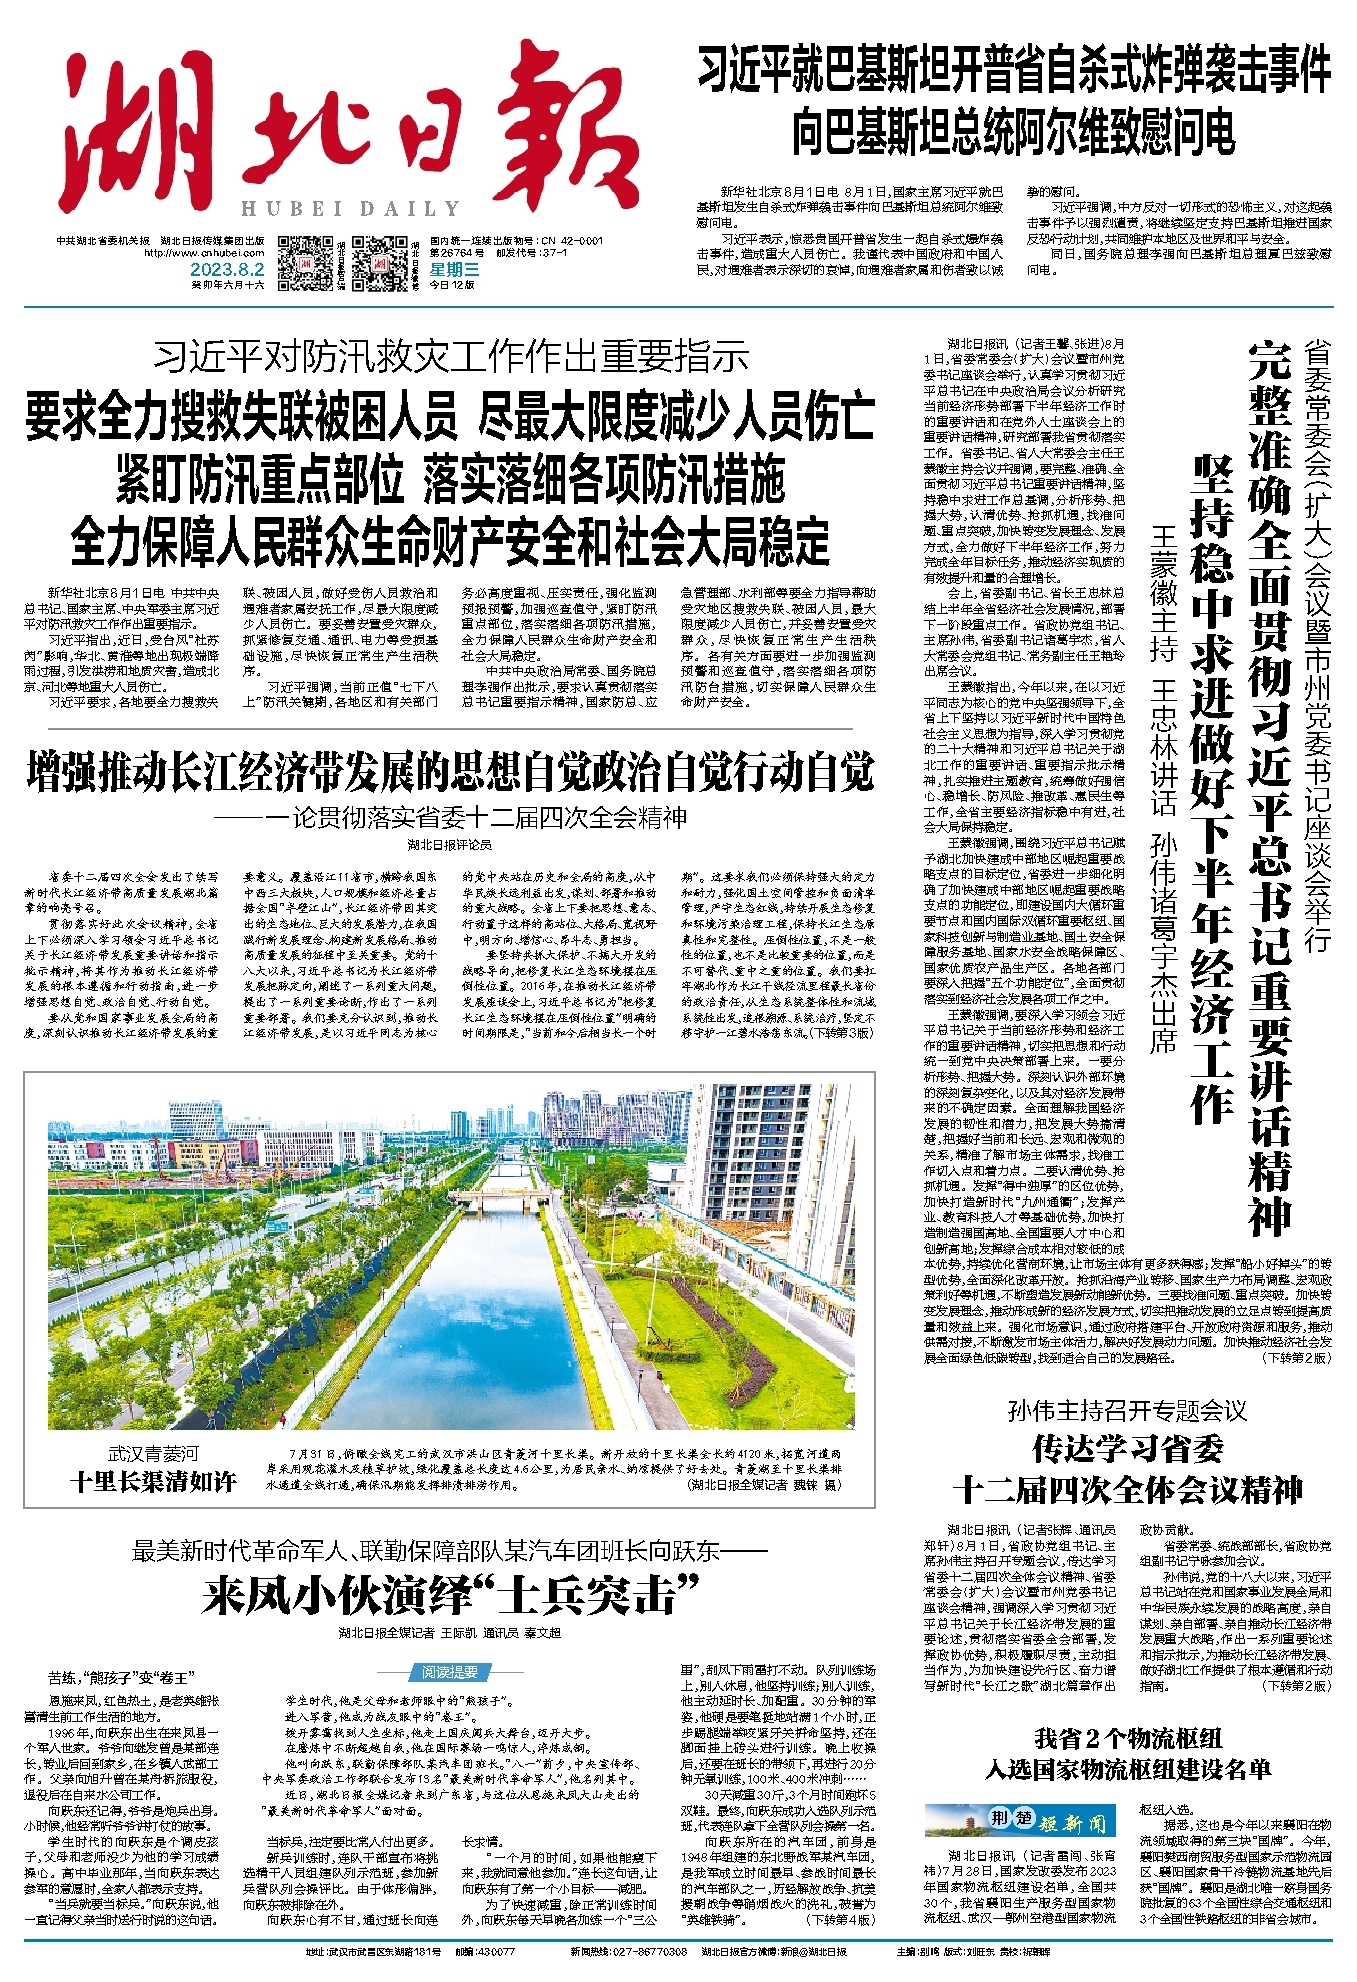 湖北日報
HUBEI DAILY
中共湖北省委机关报 湖北日报传媒集团出版
http://www.cnhubei.com
2023.8.2
癸卯年六月十六
国内统一连续出版物号:CN 42-0001
第26764号 邮发代号:37-1
星期三
今日12版
习近平就巴基斯坦开普省自杀式炸弹袭击事件
向巴基斯坦总统阿尔维致慰问电
新华社北京8月1日电 8月1日,国家主席习近平就巴
基斯坦发生自杀式炸弹袭击事件向巴基斯坦总统阿尔维致
慰问电。
习近平表示,惊悉贵国开普省发生一起自杀式爆炸袭
击事件,造成重大人员伤亡。我谨代表中国政府和中国人
民,对遇难者表示深切的哀悼,向遇难者家属和伤者致以诚
挚的慰问。
习近平强调,中方反对一切形式的恐怖主义,对这起袭
击事件予以强烈谴责,将继续坚定支持巴基斯坦推进国家
反恐行动计划,共同维护本地区及世界和平与安全。
同日,国务院总理李强向巴基斯坦总理夏巴兹致慰
问电。
习近平对防汛救灾工作作出重要指示
要求全力搜救失联被困人员 尽最大限度减少人员伤亡
紧盯防汛重点部位 落实落细各项防汛措施
全力保障人民群众生命财产安全和社会大局稳定
新华社北京8月1日电 中共中央
总书记、国家主席、中央军委主席习近
平对防汛救灾工作作出重要指示。
习近平指出,近日,受台风“杜苏
芮”影响,华北、黄淮等地出现极端降
雨过程,引发洪涝和地质灾害,造成北
京、河北等地重大人员伤亡。
习近平要求,各地要全力搜救失
联、被困人员,做好受伤人员救治和
遇难者家属安抚工作,尽最大限度减
少人员伤亡。要妥善安置受灾群众,
抓紧修复交通、通讯、电力等受损基
础设施,尽快恢复正常生产生活秩
序。
习近平强调,当前正值“七下八
上”防汛关键期,各地区和有关部门
务必高度重视、压实责任,强化监测
预报预警,加强巡查值守,紧盯防汛
重点部位,落实落细各项防汛措施,
全力保障人民群众生命财产安全和
社会大局稳定。
中共中央政治局常委、国务院总
理李强作出批示,要求认真贯彻落实
总书记重要指示精神,国家防总、应
急管理部、水利部等要全力指导帮助
受灾地区搜救失联、被困人员,最大
限度减少人员伤亡,并妥善安置受灾
群众,尽快恢复正常生产生活秩
序。各有关方面要进一步加强监测
预警和巡查值守,落实落细各项防
汛防台措施,切实保障人民群众生
命财产安全。
增强推动长江经济带发展的思想自觉政治自觉行动自觉
——一论贯彻落实省委十二届四次全会精神
湖北日报评论员
省委十二届四次全会发出了续写
新时代长江经济带高质量发展湖北篇
章的响亮号召。
贯彻落实好此次会议精神,全省
上下必须深入学习领会习近平总书记
关于长江经济带发展重要讲话和指示
批示精神,将其作为推动长江经济带
发展的根本遵循和行动指南,进一步
增强思想自觉、政治自觉、行动自觉。
要从党和国家事业发展全局的高
度,深刻认识推动长江经济带发展的重
要意义。覆盖沿江11省市,横跨我国东
中西三大板块,人口规模和经济总量占
据全国“半壁江山”,长江经济带因其突
出的生态地位、巨大的发展潜力,在我国
践行新发展理念、构建新发展格局、推动
高质量发展的征程中至关重要。党的十
八大以来,习近平总书记为长江经济带
发展把脉定向,阐述了一系列重大问题,
提出了一系列重要论断,作出了一系列
重要部署。我们要充分认识到,推动长
江经济带发展,是以习近平同志为核心
的党中央站在历史和全局的高度,从中
华民族长远利益出发,谋划、部署和推动
的重大战略。全省上下要把思想、意志、
行动置于这样的高站位、大格局、宽视野
中,明方向、增信心、昂斗志、勇担当。
要坚持共抓大保护、不搞大开发的
战略导向,把修复长江生态环境摆在压
倒性位置。2016年,在推动长江经济带
发展座谈会上,习近平总书记为“把修复
长江生态环境摆在压倒性位置”明确的
时间期限是,“当前和今后相当长一个时
期”。这要求我们必须保持强大的定力
和耐力,强化国土空间管控和负面清单
管理,严守生态红线,持续开展生态修复
和环境污染治理工程,保持长江生态原
真性和完整性。压倒性位置,不是一般
性的位置,也不是比较重要的位置,而是
不可替代、重中之重的位置。我们要扛
牢湖北作为长江干线径流里程最长省份
的政治责任,从生态系统整体性和流域
系统性出发,追根溯源、系统治疗,坚定不
移守护一江碧水浩荡东流。(下转第3版)
武汉青菱河
十里长渠清如许
7月31日,俯瞰全线完工的武汉市洪山区青菱河十里长渠。新开放的十里长渠全长约4120米,拓宽河道两
岸采用观花灌木及植草护坡,绿化覆盖总长度达4.6公里,为居民亲水、纳凉提供了好去处。青菱湖至十里长渠排
水通道全线打通,确保汛期能发挥排渍排涝作用。 (湖北日报全媒记者 魏铼 摄)
最美新时代革命军人、联勤保障部队某汽车团班长向跃东——
来凤小伙演绎“士兵突击”
湖北日报全媒记者 王际凯 通讯员 秦文超
苦练,“熊孩子”变“卷王”
恩施来凤,红色热土,是老英雄张
富清生前工作生活的地方。
1996年,向跃东出生在来凤县一
个军人世家。爷爷向继发曾是某部连
长,转业后回到家乡,在乡镇人武部工
作。父亲向旭升曾在某舟桥旅服役,
退役后在自来水公司工作。
向跃东还记得,爷爷是炮兵出身。
小时候,他经常听爷爷讲打仗的故事。
学生时代的向跃东是个调皮孩
子,父母和老师没少为他的学习成绩
操心。高中毕业那年,当向跃东表达
参军的意愿时,全家人都表示支持。
“当兵就要当标兵。”向跃东说,他
一直记得父亲当时送行时说的这句话。
阅读提要
学生时代,他是父母和老师眼中的“熊孩子”。
进入军营,他成为战友眼中的“卷王”。
拨开雾霭找到人生坐标,他走上国庆阅兵大舞台,迈开大步。
在磨炼中不断超越自我,他在国际赛场一鸣惊人,淬炼成钢。
他叫向跃东,联勤保障部队某汽车团班长。“八一”前夕,中央宣传部、
中央军委政治工作部联合发布13名“最美新时代革命军人”,他名列其中。
近日,湖北日报全媒记者来到广东省,与这位从恩施来凤大山走出的
“最美新时代革命军人”面对面。
当标兵,注定要比常人付出更多。
新兵训练时,连队干部宣布将挑
选精干人员组建队列示范班,参加新
兵营队列会操评比。由于体形偏胖,
向跃东被排除在外。
向跃东心有不甘,通过班长向连
长求情。
“一个月的时间,如果他能瘦下
来,我就同意他参加。”连长这句话,让
向跃东有了第一个小目标——减肥。
为了快速减重,除正常训练时间
外,向跃东每天早晚各加练一个“三公
里”,刮风下雨雷打不动。队列训练场
上,别人休息,他坚持训练;别人训练,
他主动延时长、加配重。30分钟的军
姿,他硬是要笔挺地站满1个小时,正
步踢腿端举咬紧牙关拼命坚持,还在
脚面挂上砖头进行训练。晚上收操
后,还要在班长的带领下,再进行20分
钟无氧训练,100米、400米冲刺……
30天减重30斤,3个月时间跑坏5
双鞋。最终,向跃东成功入选队列示范
班,代表连队拿下全营队列会操第一名。
向跃东所在的汽车团,前身是
1948年组建的东北野战军某汽车团,
是我军成立时间最早、参战时间最长
的汽车部队之一,历经解放战争、抗美
援朝战争等硝烟战火的洗礼,被誉为
“英雄铁骑”。 (下转第4版)
省委常委会(扩大)会议暨市州党委书记座谈会举行
完整准确全面贯彻习近平总书记重要讲话精神
坚持稳中求进做好下半年经济工作
王蒙徽主持 王忠林讲话 孙伟诸葛宇杰出席
湖北日报讯 (记者王馨、张进)8月
1日,省委常委会(扩大)会议暨市州党
委书记座谈会举行,认真学习贯彻习近
平总书记在中央政治局会议分析研究
当前经济形势部署下半年经济工作时
的重要讲话和在党外人士座谈会上的
重要讲话精神,研究部署我省贯彻落实
工作。省委书记、省人大常委会主任王
蒙徽主持会议并强调,要完整、准确、全
面贯彻习近平总书记重要讲话精神,坚
持稳中求进工作总基调,分析形势、把
握大势,认清优势、抢抓机遇,找准问
题、重点突破,加快转变发展理念、发展
方式,全力做好下半年经济工作,努力
完成全年目标任务,推动经济实现质的
有效提升和量的合理增长。
会上,省委副书记、省长王忠林总
结上半年全省经济社会发展情况,部署
下一阶段重点工作。省政协党组书记、
主席孙伟,省委副书记诸葛宇杰,省人
大常委会党组书记、常务副主任王艳玲
出席会议。
王蒙徽指出,今年以来,在以习近
平同志为核心的党中央坚强领导下,全
省上下坚持以习近平新时代中国特色
社会主义思想为指导,深入学习贯彻党
的二十大精神和习近平总书记关于湖
北工作的重要讲话、重要指示批示精
神,扎实推进主题教育,统筹做好强信
心、稳增长、防风险、推改革、惠民生等
工作,全省主要经济指标稳中有进,社
会大局保持稳定。
王蒙徽强调,围绕习近平总书记赋
予湖北加快建成中部地区崛起重要战
略支点的目标定位,省委进一步细化明
确了加快建成中部地区崛起重要战略
支点的功能定位,即建设国内大循环重
要节点和国内国际双循环重要枢纽、国
家科技创新与制造业基地、国土安全保
障服务基地、国家水安全战略保障区、
国家优质农产品生产区。各地各部门
要深入把握“五个功能定位”,全面贯彻
落实到经济社会发展各项工作之中。
王蒙徽强调,要深入学习领会习近
平总书记关于当前经济形势和经济工
作的重要讲话精神,切实把思想和行动
统一到党中央决策部署上来。一要分
析形势、把握大势。深刻认识外部环境
的深刻复杂变化,以及其对经济发展带
来的不确定因素。全面理解我国经济
发展的韧性和潜力,把发展大势搞清
楚,把握好当前和长远、宏观和微观的
关系,精准了解市场主体需求,找准工
作切入点和着力点。二要认清优势、抢
抓机遇。发挥“得中独厚”的区位优势,
加快打造新时代“九州通衢”;发挥产
业、教育科技人才等基础优势,加快打
造制造强国高地、全国重要人才中心和
创新高地;发挥综合成本相对较低的成
本优势,持续优化营商环境,让市场主体有更多获得感;发挥“船小好掉头”的转
型优势,全面深化改革开放。抢抓沿海产业转移、国家生产力布局调整、宏观政
策利好等机遇,不断塑造发展新动能新优势。三要找准问题、重点突破。加快转
变发展理念,推动形成新的经济发展方式,切实把推动发展的立足点转到提高质
量和效益上来。强化市场意识,通过政府搭建平台、开放政府资源和服务,推动
供需对接,不断激发市场主体活力,解决好发展动力问题。加快推动经济社会发
展全面绿色低碳转型,找到适合自己的发展路径。 (下转第2版)
孙伟主持召开专题会议
传达学习省委
十二届四次全体会议精神
湖北日报讯 (记者张辉、通讯员
郑轩)8月1日,省政协党组书记、主
席孙伟主持召开专题会议,传达学习
省委十二届四次全体会议精神、省委
常委会(扩大)会议暨市州党委书记
座谈会精神,强调深入学习贯彻习近
平总书记关于长江经济带发展的重
要论述,贯彻落实省委全会部署,发
挥政协优势,积极履职尽责,主动担
当作为,为加快建设先行区、奋力谱
写新时代“长江之歌”湖北篇章作出
政协贡献。
省委常委、统战部部长,省政协党
组副书记宁咏参加会议。
孙伟说,党的十八大以来,习近平
总书记站在党和国家事业发展全局和
中华民族永续发展的战略高度,亲自
谋划、亲自部署、亲自推动长江经济带
发展重大战略,作出一系列重要论述
和指示批示,为推动长江经济带发展、
做好湖北工作提供了根本遵循和行动
指南。 (下转第2版)
我省2个物流枢纽
入选国家物流枢纽建设名单
荆楚短新闻
湖北日报讯 (记者雷闯、张宵
祎)7月28日,国家发改委发布2023
年国家物流枢纽建设名单,全国共
30个,我省襄阳生产服务型国家物
流枢纽、武汉—鄂州空港型国家物流
枢纽入选。
据悉,这也是今年以来襄阳在物
流领域取得的第三块“国牌”。今年,
襄阳樊西商贸服务型国家示范物流园
区、襄阳国家骨干冷链物流基地先后
获“国牌”。襄阳是湖北唯一跻身国务
院批复的63个全国性综合交通枢纽和
3个全国性铁路枢纽的非省会城市。
地址:武汉市武昌区东湖路181号 邮编:430077 新闻热线:027-86770308 湖北日报官方微博:新浪@湖北日报 主编:别鸣 版式:刘旺东 责校:祝朝晖